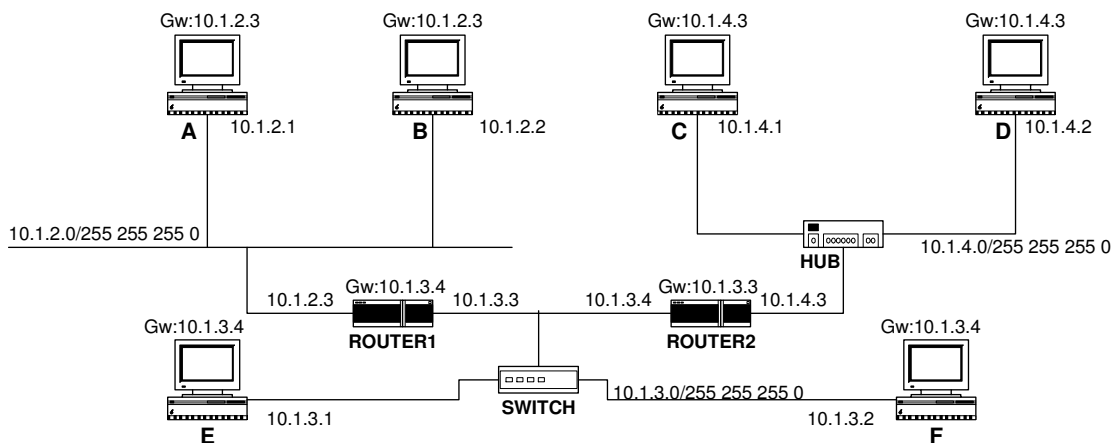 Gw:10.1.2.3
Gw:10.1.2.3
Gw:10.1.4.3
Gw:10.1.4.3
A
10.1.2.1
B
10.1.2.2
C
10.1.4.1
D
10.1.4.2
10.1.2.0/255 255 255 0
HUB
10.1.4.0/255 255 255 0
Gw:10.1.3.4
Gw:10.1.3.3
10.1.2.3
10.1.3.3
10.1.3.4
10.1.4.3
ROUTER1
ROUTER2
Gw:10.1.3.4
Gw:10.1.3.4
SWITCH
10.1.3.0/255 255 255 0
E
10.1.3.1
10.1.3.2
F